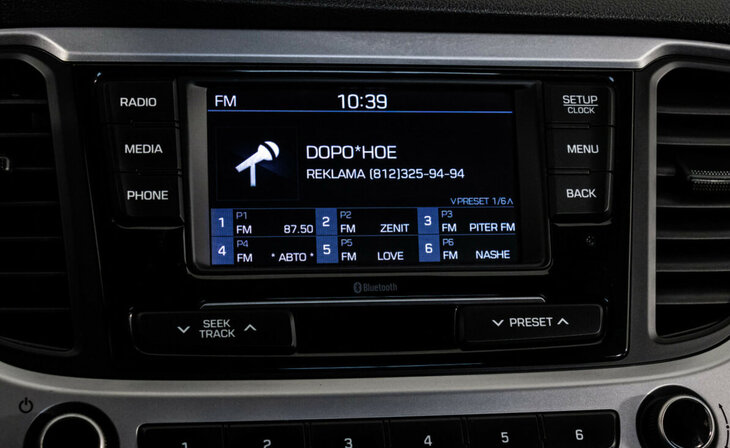 RADIO
MEDIA
PHONE
FM 10:39
DOPO*HOE
REKLAMA (812)325-94-94
∨PRESET 1/6∧
1 P1 FM 87.50
2 P2 FM ZENIT
3 P3 FM PITER FM
4 P4 FM * ABTO *
5 P5 FM LOVE
6 P6 FM NASHE
SETUP
CLOCK
MENU
BACK
Bluetooth
∨ SEEK ∧
TRACK
∨ PRESET ∧
1 2 3 4 5 6